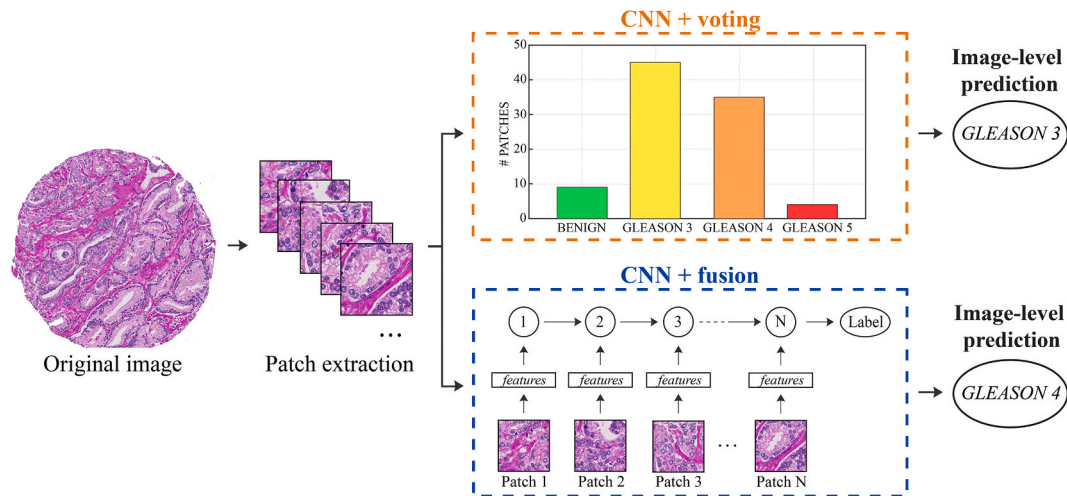 CNN + voting
50
40
30
20
10
0
# PATCHES
BENIGN
GLEASON 3
GLEASON 4
GLEASON 5
Image-level
prediction
GLEASON 3
Original image
Patch extraction
...
CNN + fusion
1
2
3
N
Label
features
features
features
features
...
Patch 1
Patch 2
Patch 3
Patch N
Image-level
prediction
GLEASON 4